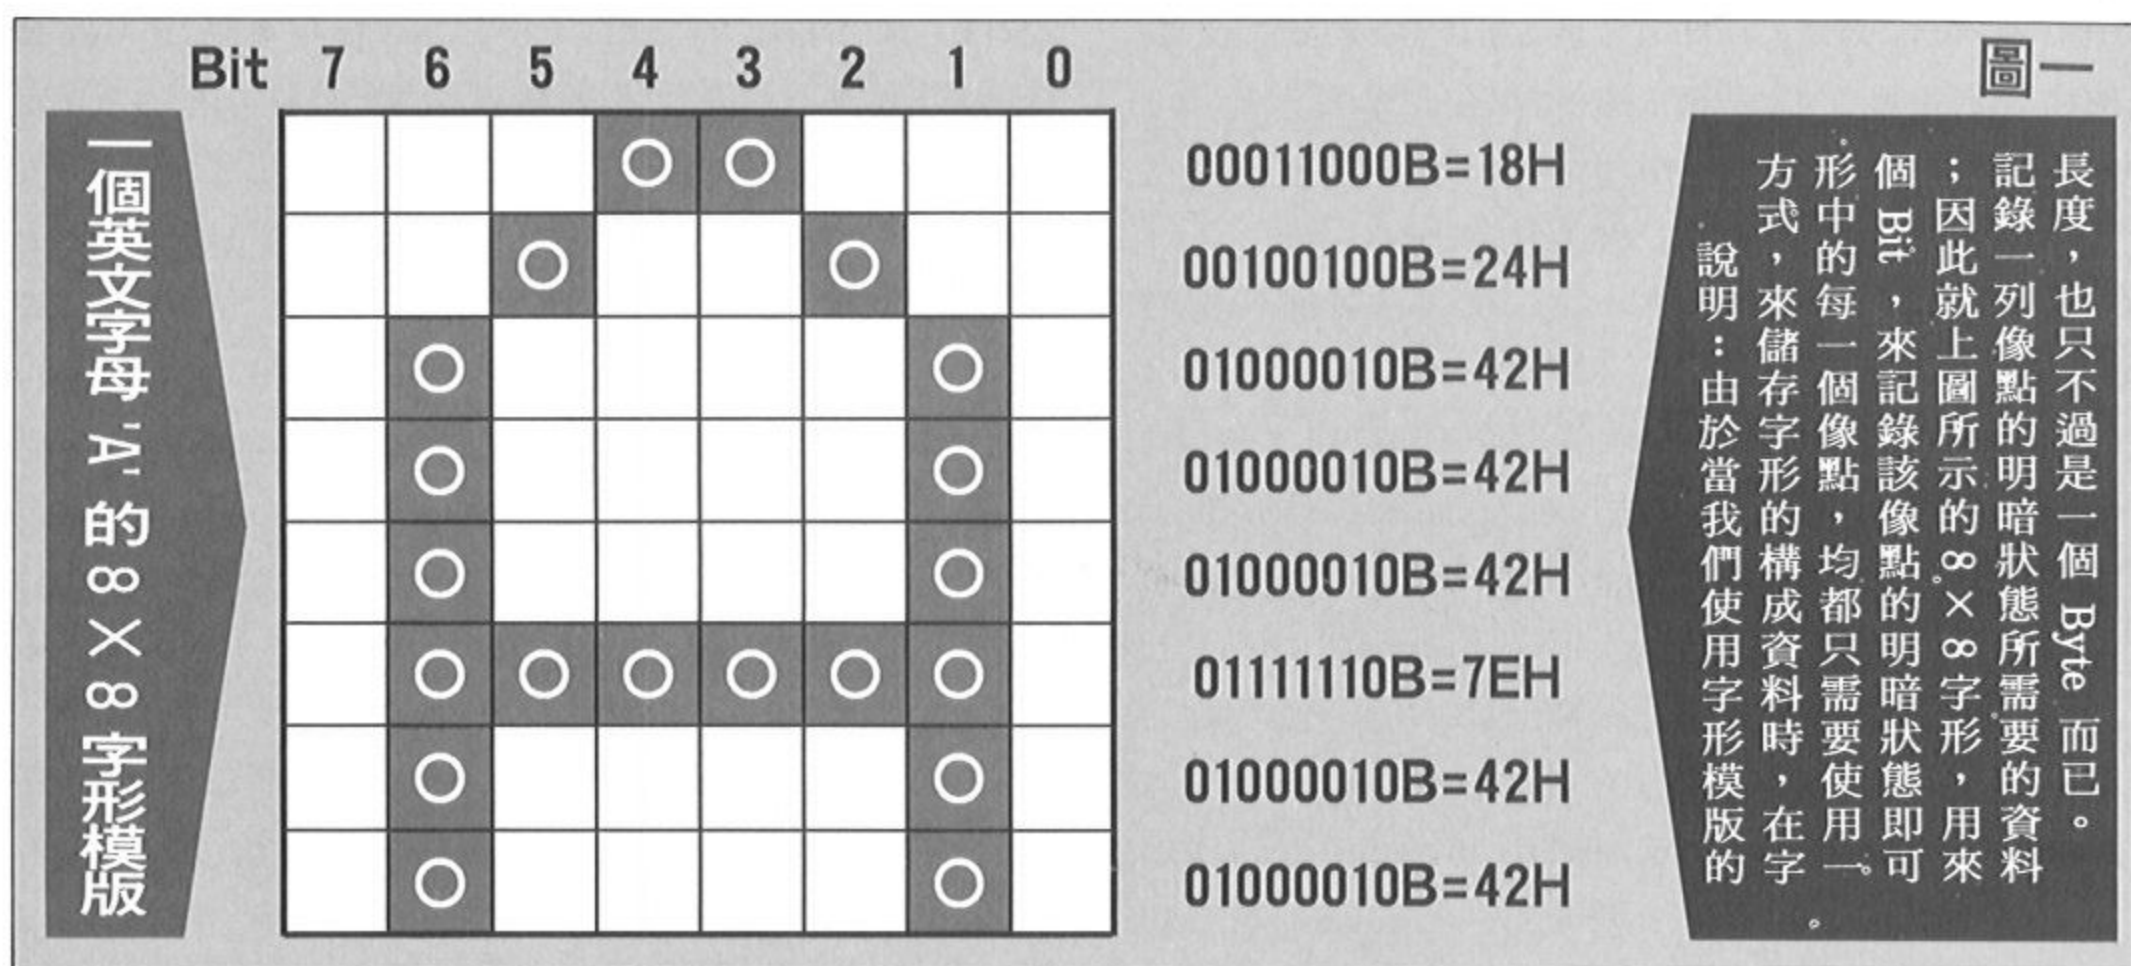 圖一
Bit 7 6 5 4 3 2 1 0
一個英文字母 'A' 的 8 × 8 字形模版
00011000B=18H
00100100B=24H
01000010B=42H
01000010B=42H
01000010B=42H
01111110B=7EH
01000010B=42H
01000010B=42H
說明：由於當我們使用字形模版的
方式，來儲存字形的構成資料時，在字
形中的每一個像點，均都只需要使用一
個 Bit，來記錄該像點的明暗狀態即可
；因此就上圖所示的 8 × 8 字形，用來
記錄一列像點的明暗狀態所需要的資料
長度，也只不過是一個 Byte 而已。